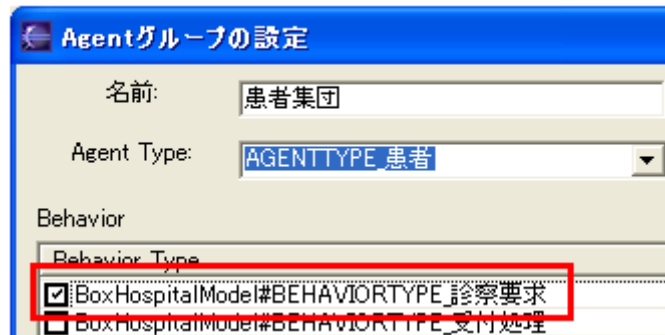 Agentグループの設定
名前: 患者集団
Agent Type: AGENTTYPE_患者
Behavior
Behavior Type
BoxHospitalModel#BEHAVIORTYPE_診察要求
BoxHospitalModel#BEHAVIORTYPE_受付処理